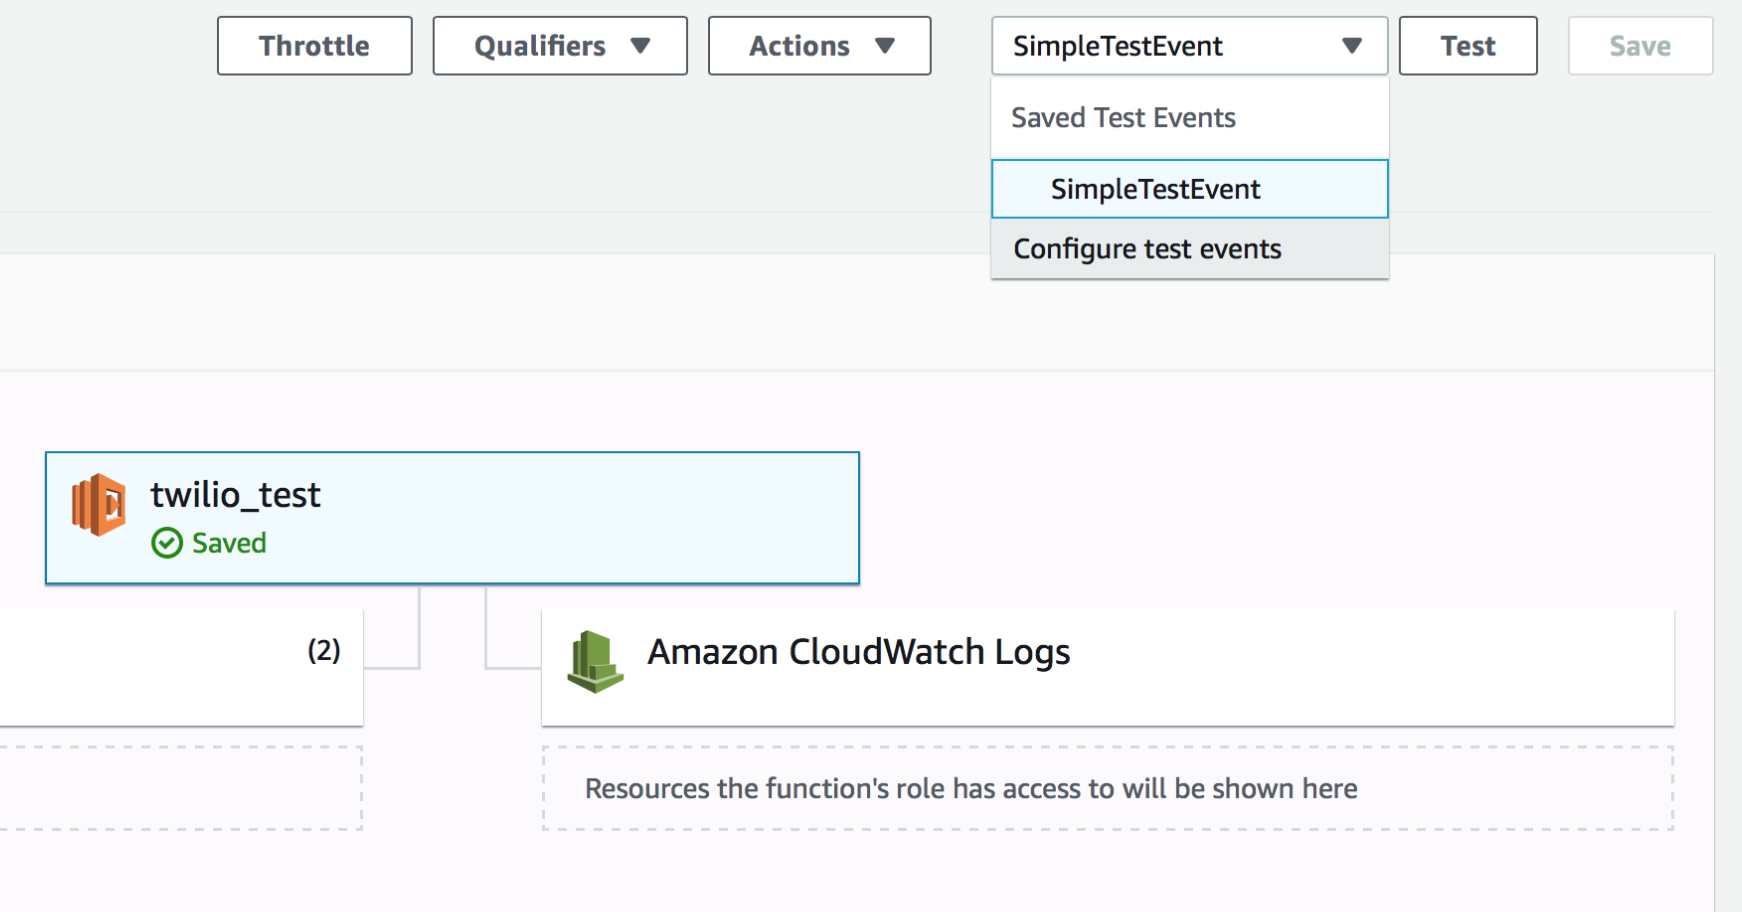 Throttle
Qualifiers
Actions
SimpleTestEvent
Test
Save
Saved Test Events
SimpleTestEvent
Configure test events
twilio_test
Saved
(2)
Amazon CloudWatch Logs
Resources the function's role has access to will be shown here